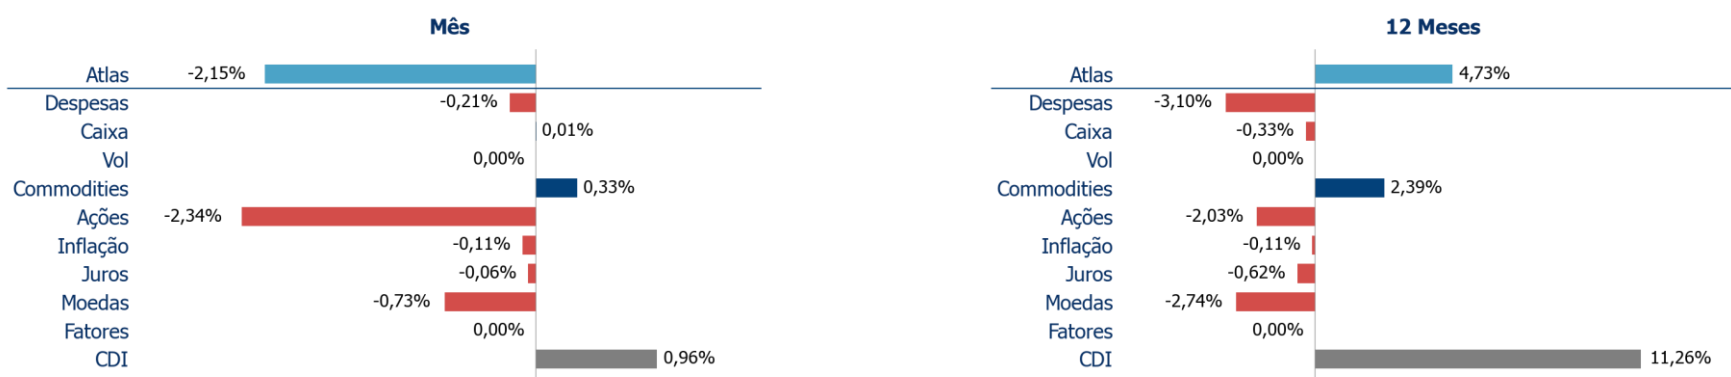 Mês
Atlas -2,15%
Despesas -0,21%
Caixa 0,01%
Vol 0,00%
Commodities 0,33%
Ações -2,34%
Inflação -0,11%
Juros -0,06%
Moedas -0,73%
Fatores 0,00%
CDI 0,96%
12 Meses
Atlas 4,73%
Despesas -3,10%
Caixa -0,33%
Vol 0,00%
Commodities 2,39%
Ações -2,03%
Inflação -0,11%
Juros -0,62%
Moedas -2,74%
Fatores 0,00%
CDI 11,26%